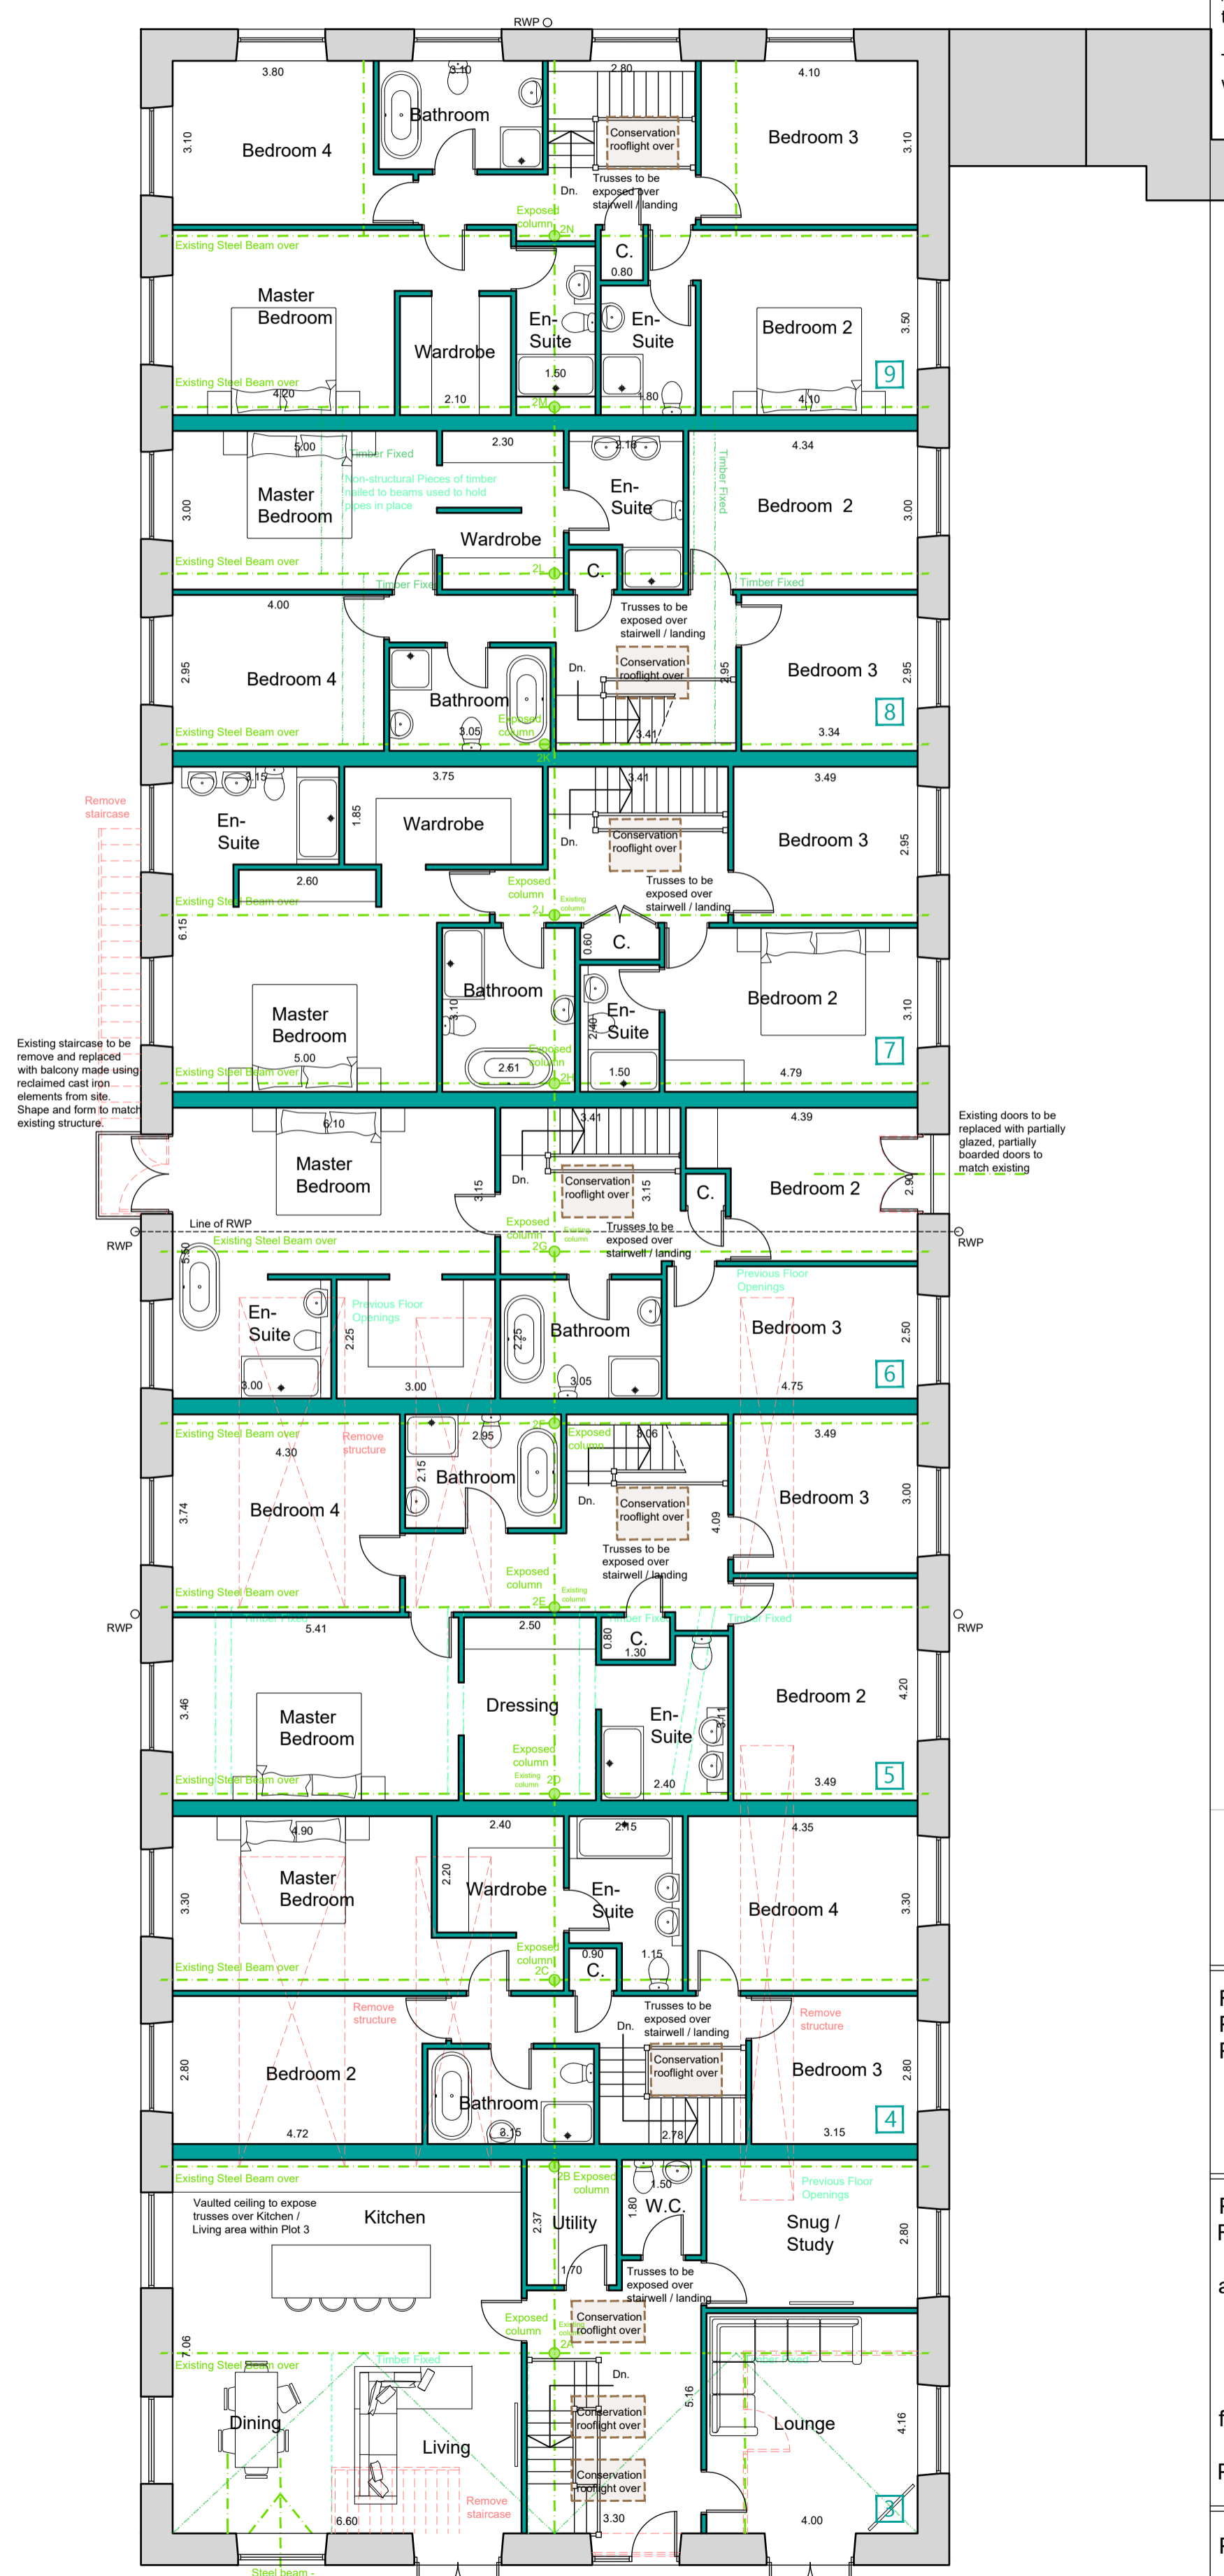 RWP
3.80
3.10
2.80
4.10
Bathroom
3.10
Bedroom 4
Conservation
rooflight over
Bedroom 3
3.10
Dn.
Trusses to be
exposed over
stairwell / landing
Exposed
column
2N
Existing Steel Beam over
C.
0.80
Master
Bedroom
En-
Suite
En-
Suite
Bedroom 2
3.50
Wardrobe
1.50
9
Existing Steel Beam over
4.20
2.10
2M
1.80
4.10
5.00
2.30
2.18
4.34
Timber Fixed
Timber Fixed
Non-structural Pieces of timber
nailed to beams used to hold
pipes in place
3.00
Master
Bedroom
En-
Suite
Bedroom 2
3.00
Wardrobe
Existing Steel Beam over
2L
C.
Timber Fixed
Timber Fixed
4.00
Trusses to be
exposed over
stairwell / landing
2.95
Bedroom 4
Dn.
Conservation
rooflight over
2.95
Bedroom 3
2.95
Bathroom
8
Existing Steel Beam over
Exposed
column
3.05
3.41
3.34
2K
3.15
3.75
3.41
3.49
Remove
staircase
1.85
En-
Suite
Wardrobe
Dn.
Conservation
rooflight over
Bedroom 3
2.95
2.60
Exposed
column
Trusses to be
exposed over
stairwell / landing
Existing Steel Beam over
2J
Existing
column
6.15
0.60
C.
Bathroom
Bedroom 2
3.10
Master
Bedroom
2.40
En-
Suite
3.10
Existing staircase to be
remove and replaced
with balcony made using
reclaimed cast iron
elements from site.
Shape and form to match
existing structure.
5.00
Existing Steel Beam over
Exposed
column
2.61
2H
1.50
4.79
7
6.10
3.41
4.39
Existing doors to be
replaced with partially
glazed, partially
boarded doors to
match existing
Master
Bedroom
Dn.
Conservation
rooflight over
3.15
3.15
C.
Bedroom 2
2.90
Line of RWP
RWP
RWP
Existing Steel Beam over
Exposed
column
2G
Existing
column
Trusses to be
exposed over
stairwell / landing
5.50
Previous Floor
Openings
Previous Floor
Openings
En-
Suite
2.25
2.25
Bathroom
Bedroom 3
2.50
3.00
3.00
3.05
4.75
6
Existing Steel Beam over
4.30
Remove
structure
2F
2.95
Exposed
column
3.06
3.49
2.15
Bathroom
Bedroom 4
3.74
Dn.
Conservation
rooflight over
4.09
Bedroom 3
3.00
Trusses to be
exposed over
stairwell / landing
Exposed
column
Existing Steel Beam over
2E
Existing
column
RWP
RWP
Timber Fixed
Timber Fixed
Timber Fixed
5.41
2.50
0.80
C.
1.30
3.46
Master
Bedroom
Dressing
En-
Suite
3.11
Bedroom 2
4.20
Exposed
column
Existing
column
Existing Steel Beam over
2D
2.40
3.49
5
4.90
2.40
2.15
4.35
2.20
3.30
Master
Bedroom
Wardrobe
En-
Suite
Bedroom 4
3.30
Exposed
column
0.90
1.15
Existing Steel Beam over
2C
C.
Remove
structure
Trusses to be
exposed over
stairwell / landing
Remove
structure
Dn.
2.80
Bedroom 2
Conservation
rooflight over
Bedroom 3
2.80
Bathroom
4.72
3.15
2.78
3.15
4
Existing Steel Beam over
2B Exposed
column
1.50
Previous Floor
Openings
Vaulted ceiling to expose
trusses over Kitchen /
Living area within Plot 3
Kitchen
2.37
Utility
1.80
W.C.
Snug /
Study
2.80
1.70
Trusses to be
exposed over
stairwell / landing
Exposed
column
Conservation
rooflight over
7.06
2A
Existing Steel Beam over
Timber Fixed
Timber Fixed
Dn.
5.16
Conservation
rooflight over
Dining
Living
Lounge
4.16
Conservation
rooflight over
Remove
staircase
6.60
3.30
4.00
3
Steel beam -